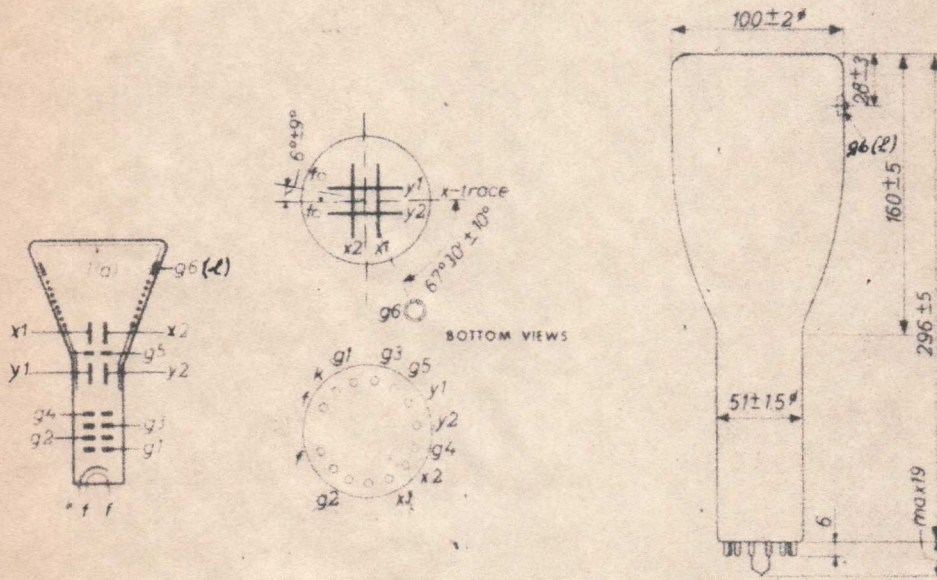 100±2ø
28±3
g6(l)
160±5
296±5
51±1.5ø
6
max19
6°±9°
y1
x-trace
y2
x2 x1
67°30'±10°
g6
BOTTOM VIEWS
g6(l)
x1 x2
g5
y1 y2
g4 g3
g2 g1
f f
k g1 g3 g5
f y1
y2
g4
f x2
g2 x1